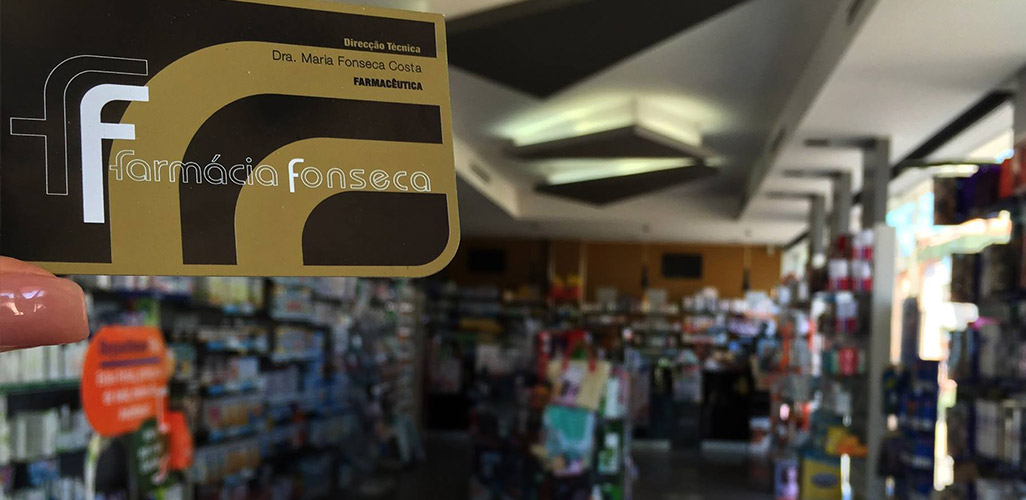 Direcção Técnica
Dra. Maria Fonseca Costa
FARMACÊUTICA
farmácia fonseca